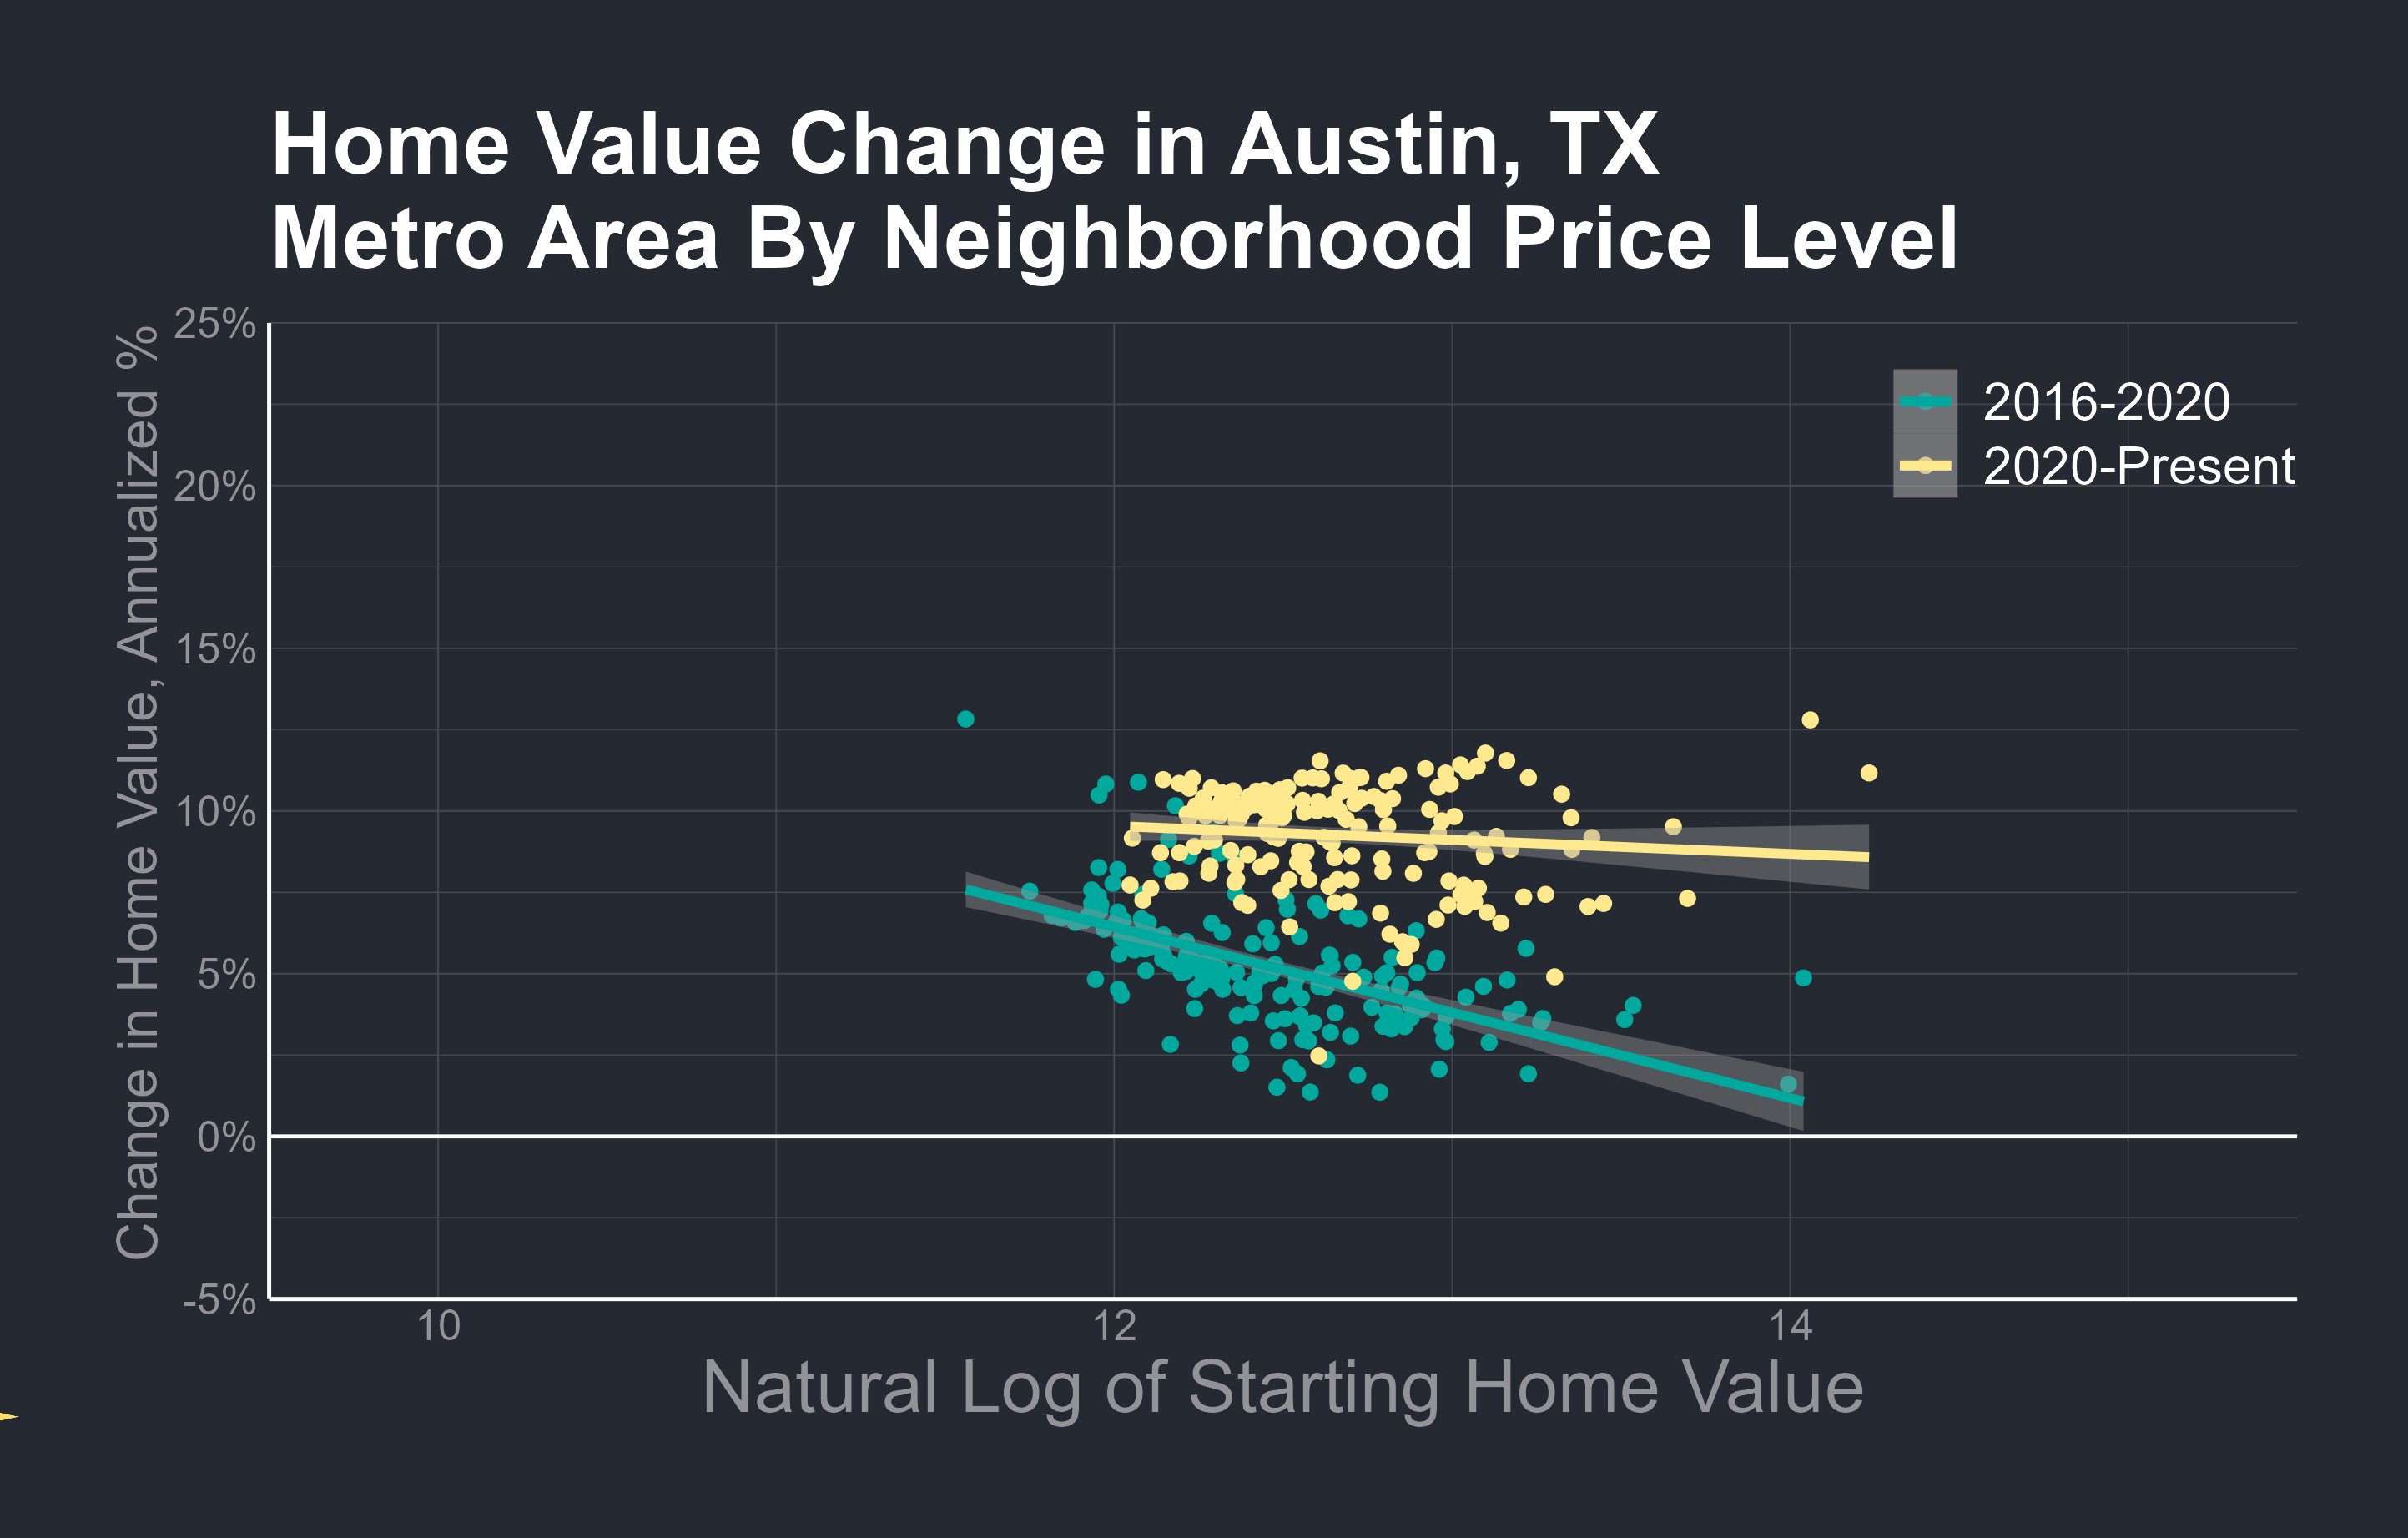 Home Value Change in Austin, TX
Metro Area By Neighborhood Price Level
Change in Home Value, Annualized %
25%
20%
15%
10%
5%
0%
-5%
2016-2020
2020-Present
10
12
14
Natural Log of Starting Home Value